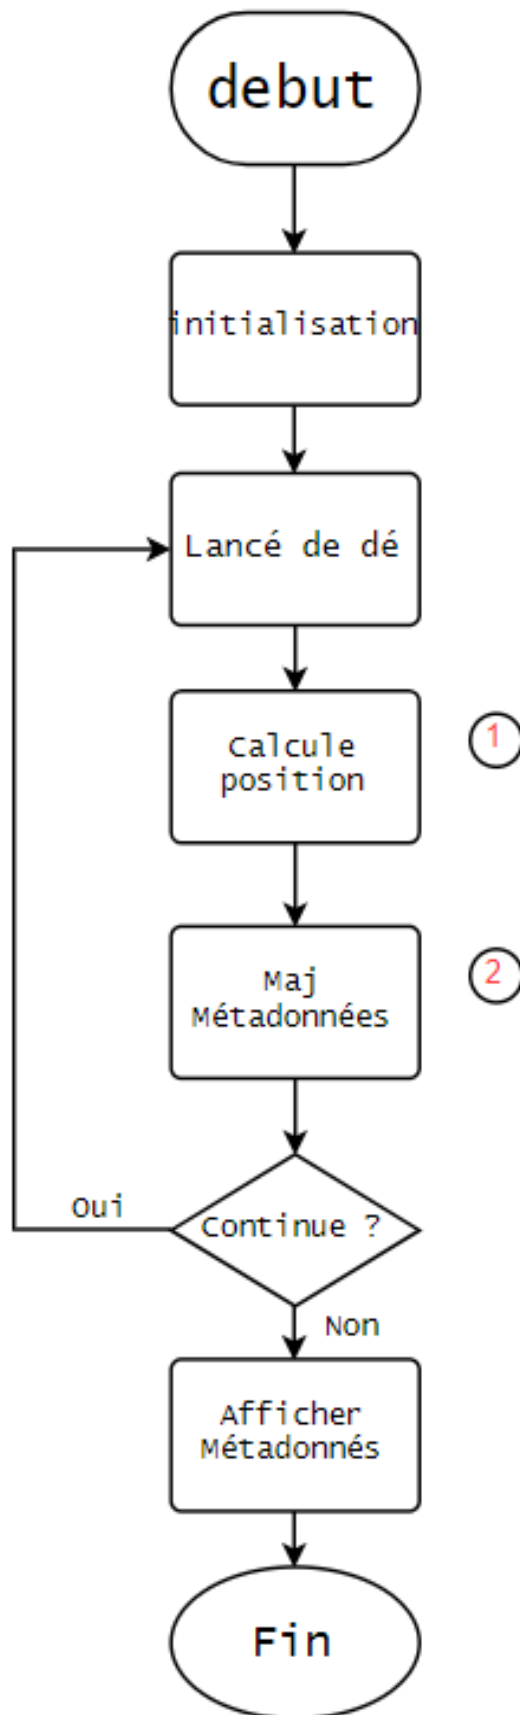 debut
initialisation
Lancé de dé
Calcule
position
1
Maj
Métadonnées
2
Continue ?
Oui
Non
Afficher
Métadonnés
Fin